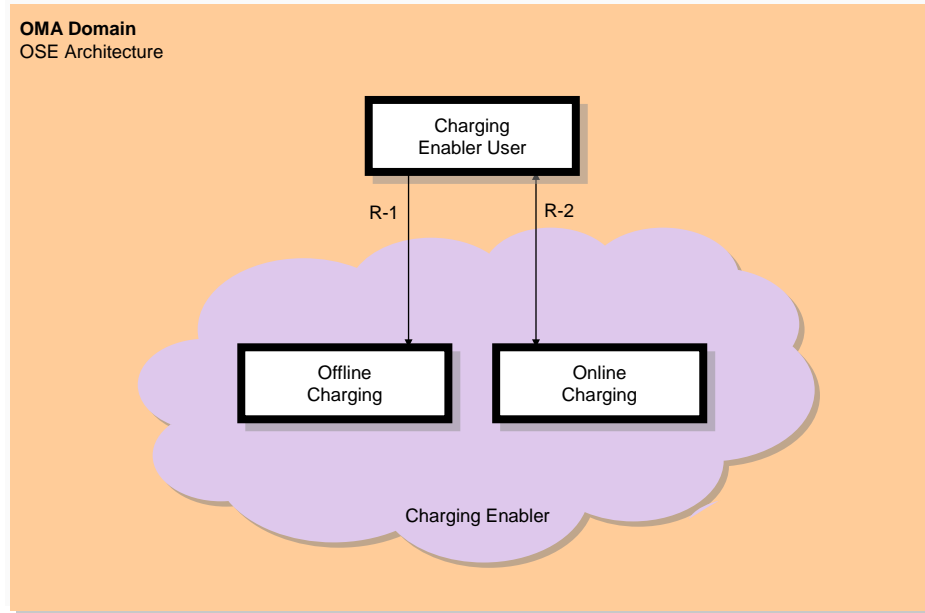 OMA Domain
OSE Architecture
Charging
Enabler User
R-1
R-2
Offline
Charging
Online
Charging
Charging Enabler